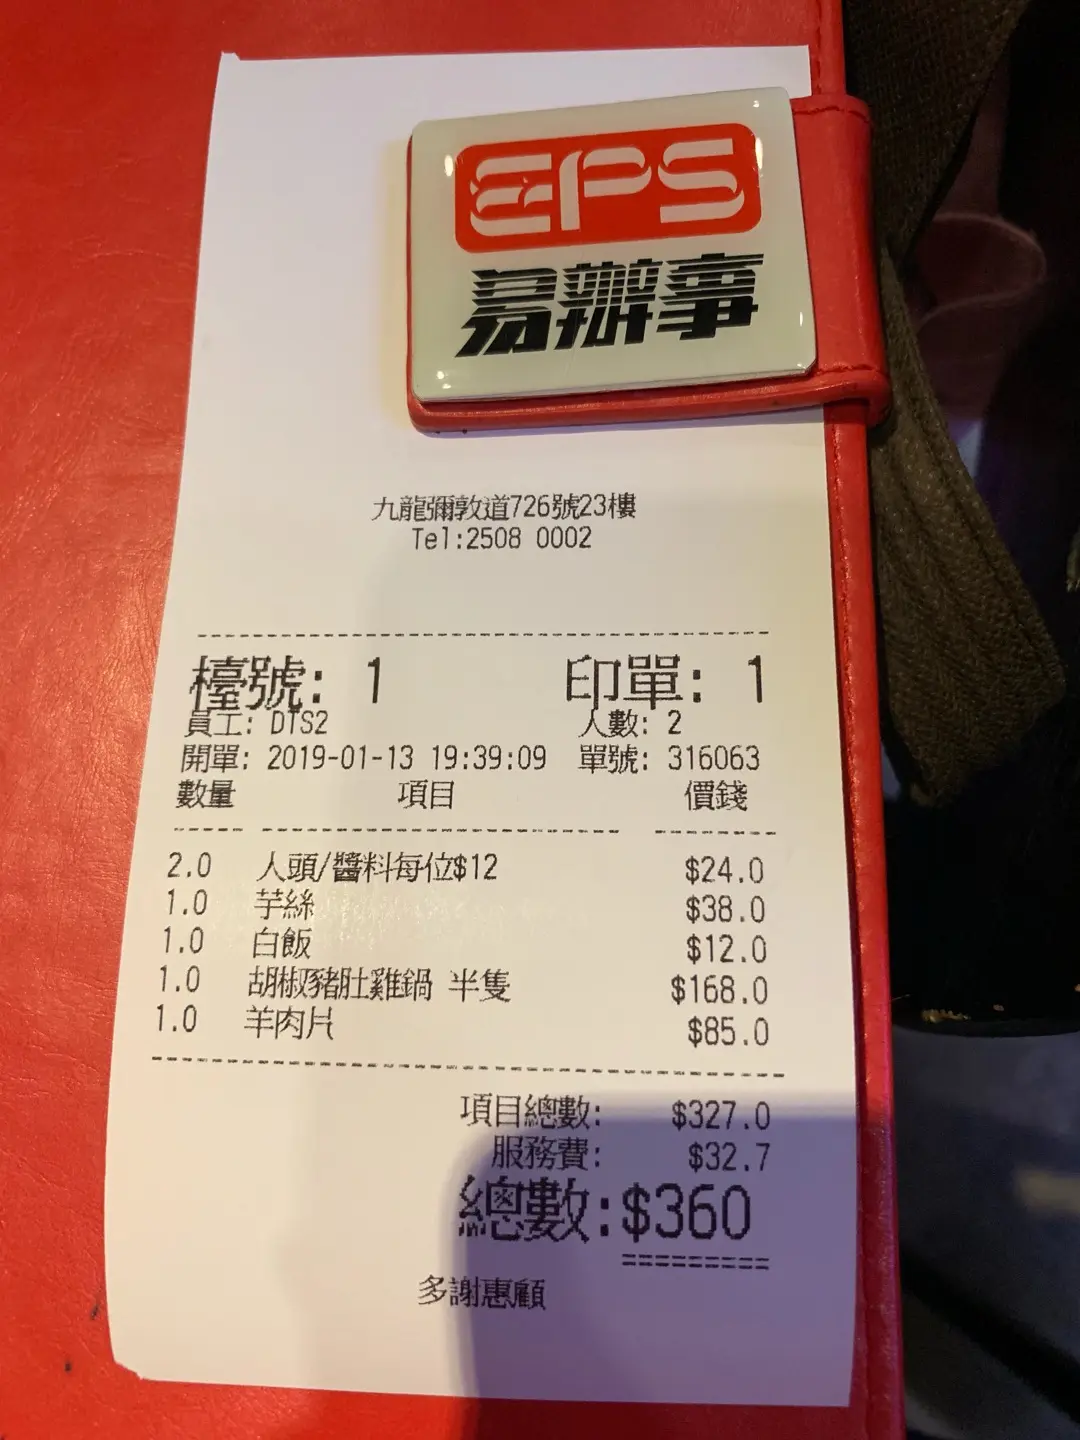 EPS
易辦事
九龍彌敦道726號23樓
Tel:2508 0002
檯號: 1 印單: 1
員工: DTS2 人數: 2
開單: 2019-01-13 19:39:09 單號: 316063
數量 項目 價錢
2.0 人頭/醬料每位$12 $24.0
1.0 芋絲 $38.0
1.0 白飯 $12.0
1.0 胡椒豬肚雞鍋 半隻 $168.0
1.0 羊肉片 $85.0
項目總數: $327.0
服務費: $32.7
總數:$360
多謝惠顧